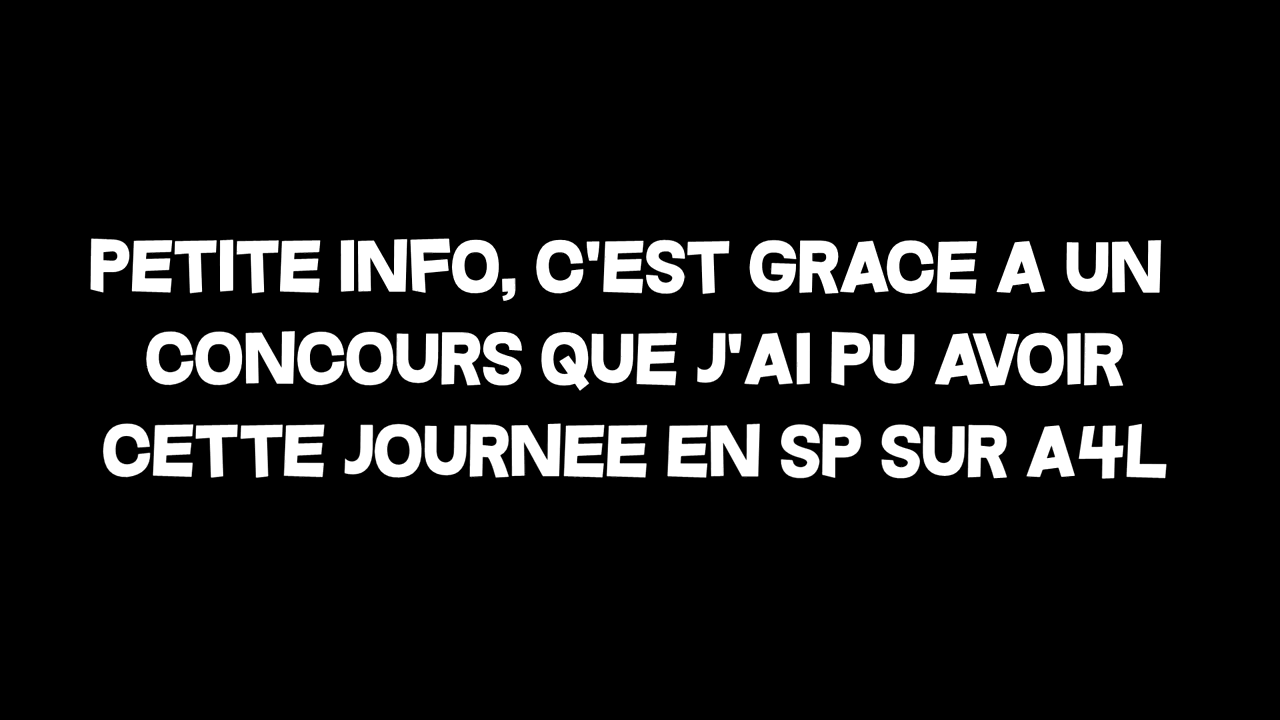 PETITE INFO, C'EST GRACE A UN
CONCOURS QUE J'AI PU AVOIR
CETTE JOURNEE EN SP SUR A4L